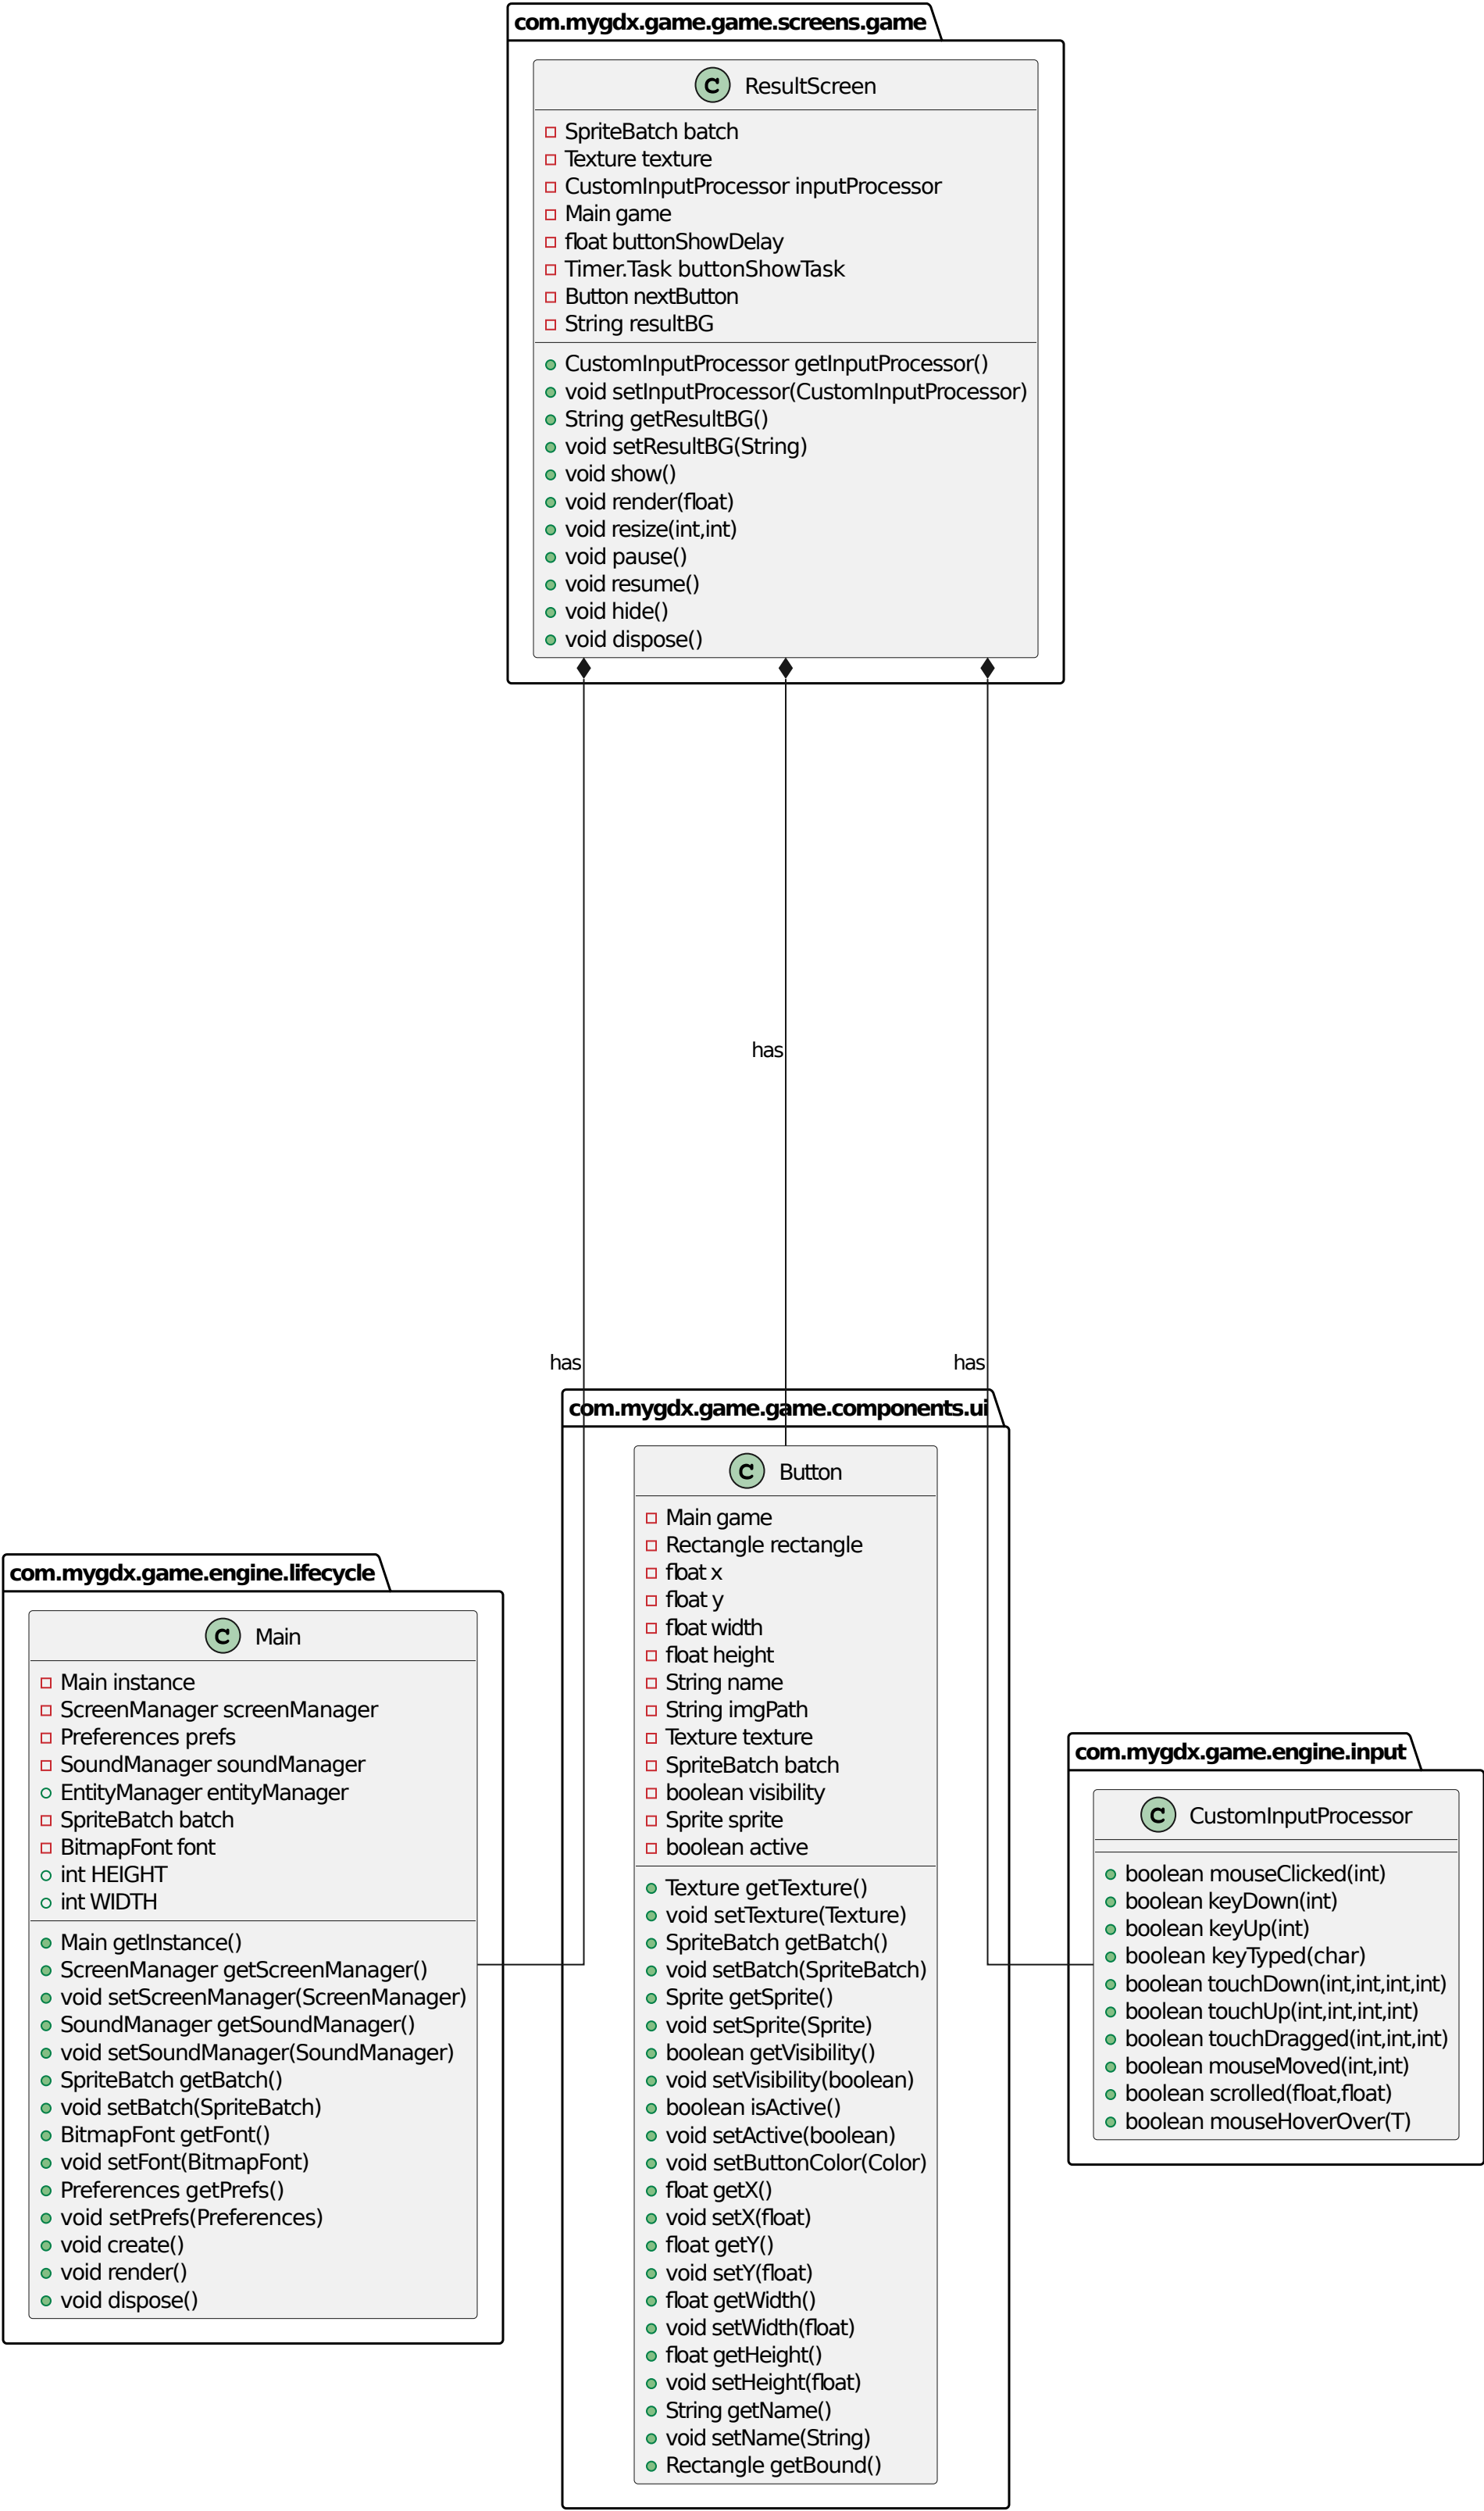 com.mygdx.game.game.screens.game
C ResultScreen
SpriteBatch batch
Texture texture
CustomInputProcessor inputProcessor
Main game
float buttonShowDelay
Timer.Task buttonShowTask
Button nextButton
String resultBG
CustomInputProcessor getInputProcessor()
void setInputProcessor(CustomInputProcessor)
String getResultBG()
void setResultBG(String)
void show()
void render(float)
void resize(int,int)
void pause()
void resume()
void hide()
void dispose()
has
has
has
com.mygdx.game.game.components.ui
C Button
Main game
Rectangle rectangle
float x
float y
float width
float height
String name
String imgPath
Texture texture
SpriteBatch batch
boolean visibility
Sprite sprite
boolean active
Texture getTexture()
void setTexture(Texture)
SpriteBatch getBatch()
void setBatch(SpriteBatch)
Sprite getSprite()
void setSprite(Sprite)
boolean getVisibility()
void setVisibility(boolean)
boolean isActive()
void setActive(boolean)
void setButtonColor(Color)
float getX()
void setX(float)
float getY()
void setY(float)
float getWidth()
void setWidth(float)
float getHeight()
void setHeight(float)
String getName()
void setName(String)
Rectangle getBound()
com.mygdx.game.engine.lifecycle
C Main
Main instance
ScreenManager screenManager
Preferences prefs
SoundManager soundManager
EntityManager entityManager
SpriteBatch batch
BitmapFont font
int HEIGHT
int WIDTH
Main getInstance()
ScreenManager getScreenManager()
void setScreenManager(ScreenManager)
SoundManager getSoundManager()
void setSoundManager(SoundManager)
SpriteBatch getBatch()
void setBatch(SpriteBatch)
BitmapFont getFont()
void setFont(BitmapFont)
Preferences getPrefs()
void setPrefs(Preferences)
void create()
void render()
void dispose()
com.mygdx.game.engine.input
C CustomInputProcessor
boolean mouseClicked(int)
boolean keyDown(int)
boolean keyUp(int)
boolean keyTyped(char)
boolean touchDown(int,int,int,int)
boolean touchUp(int,int,int,int)
boolean touchDragged(int,int,int)
boolean mouseMoved(int,int)
boolean scrolled(float,float)
boolean mouseHoverOver(T)